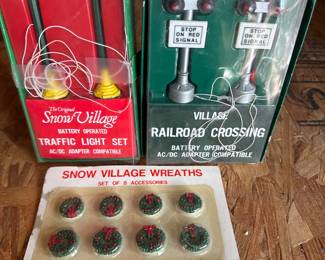 The Original
Snow Village
BATTERY OPERATED
TRAFFIC LIGHT SET
AC/DC ADAPTER COMPATIBLE
STOP
ON RED
SIGNAL
STOP
ON RED
SIGNAL
VILLAGE
RAILROAD CROSSING
BATTERY OPERATED
AC/DC ADAPTER COMPATIBLE
SNOW VILLAGE WREATHS
SET OF 8 ACCESSORIES